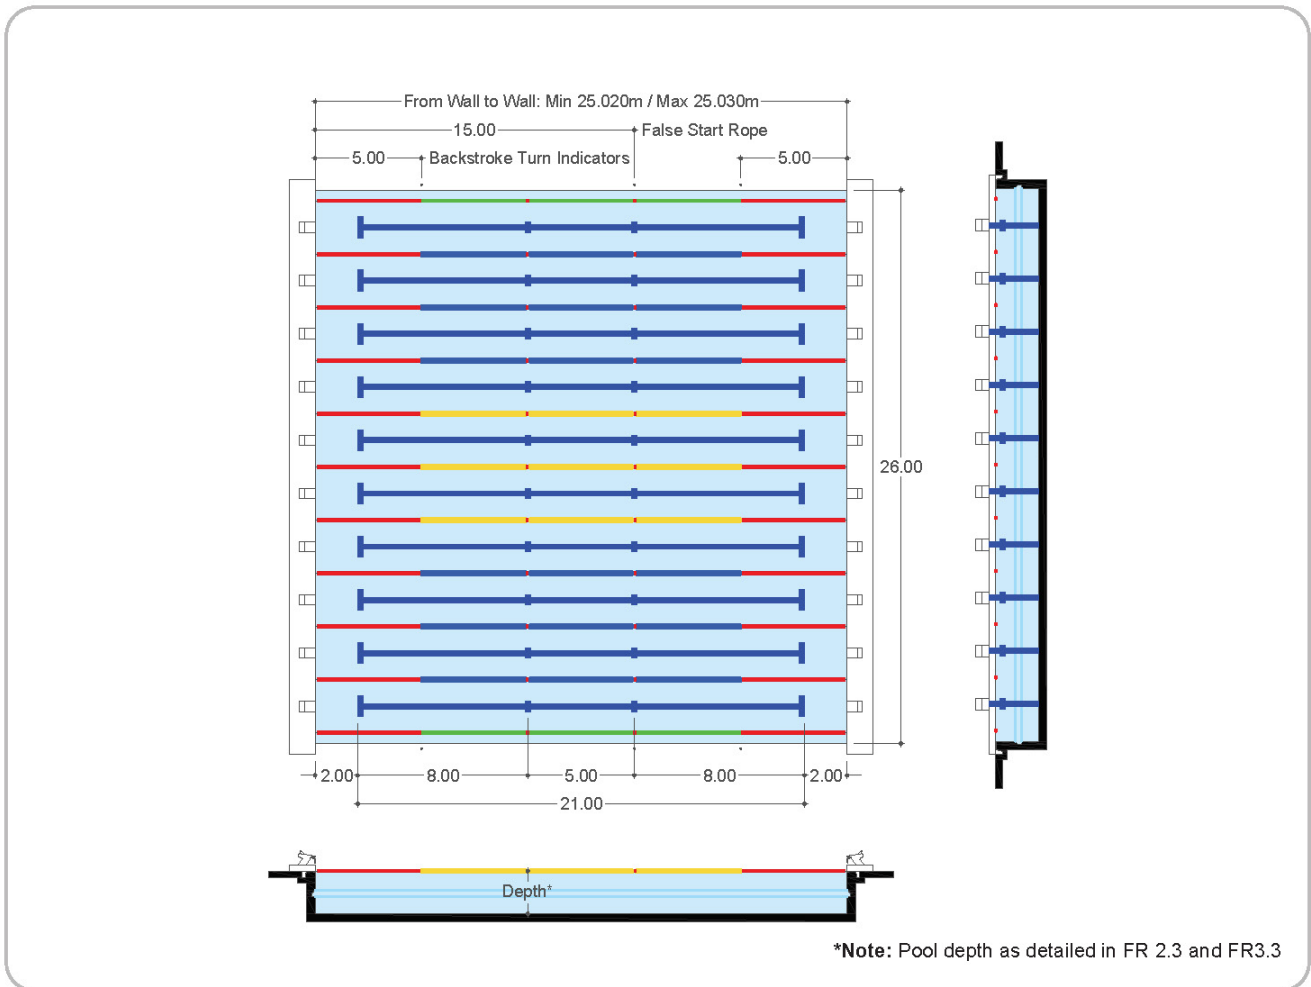 From Wall to Wall: Min 25.020m / Max 25.030m
15.00 False Start Rope
5.00 Backstroke Turn Indicators 5.00
26.00
2.00 8.00 5.00 8.00 2.00
21.00
Depth*
*Note: Pool depth as detailed in FR 2.3 and FR3.3